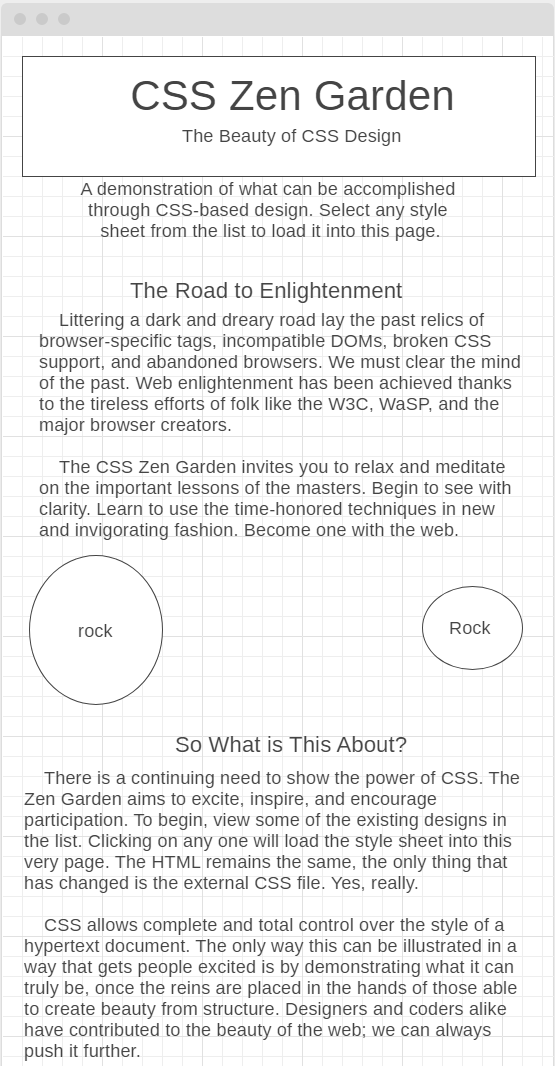 CSS Zen Garden
The Beauty of CSS Design
A demonstration of what can be accomplished
through CSS-based design. Select any style
sheet from the list to load it into this page.
The Road to Enlightenment
Littering a dark and dreary road lay the past relics of
browser-specific tags, incompatible DOMs, broken CSS
support, and abandoned browsers. We must clear the mind
of the past. Web enlightenment has been achieved thanks
to the tireless efforts of folk like the W3C, WaSP, and the
major browser creators.
The CSS Zen Garden invites you to relax and meditate
on the important lessons of the masters. Begin to see with
clarity. Learn to use the time-honored techniques in new
and invigorating fashion. Become one with the web.
rock
Rock
So What is This About?
There is a continuing need to show the power of CSS. The
Zen Garden aims to excite, inspire, and encourage
participation. To begin, view some of the existing designs in
the list. Clicking on any one will load the style sheet into this
very page. The HTML remains the same, the only thing that
has changed is the external CSS file. Yes, really.
CSS allows complete and total control over the style of a
hypertext document. The only way this can be illustrated in a
way that gets people excited is by demonstrating what it can
truly be, once the reins are placed in the hands of those able
to create beauty from structure. Designers and coders alike
have contributed to the beauty of the web; we can always
push it further.